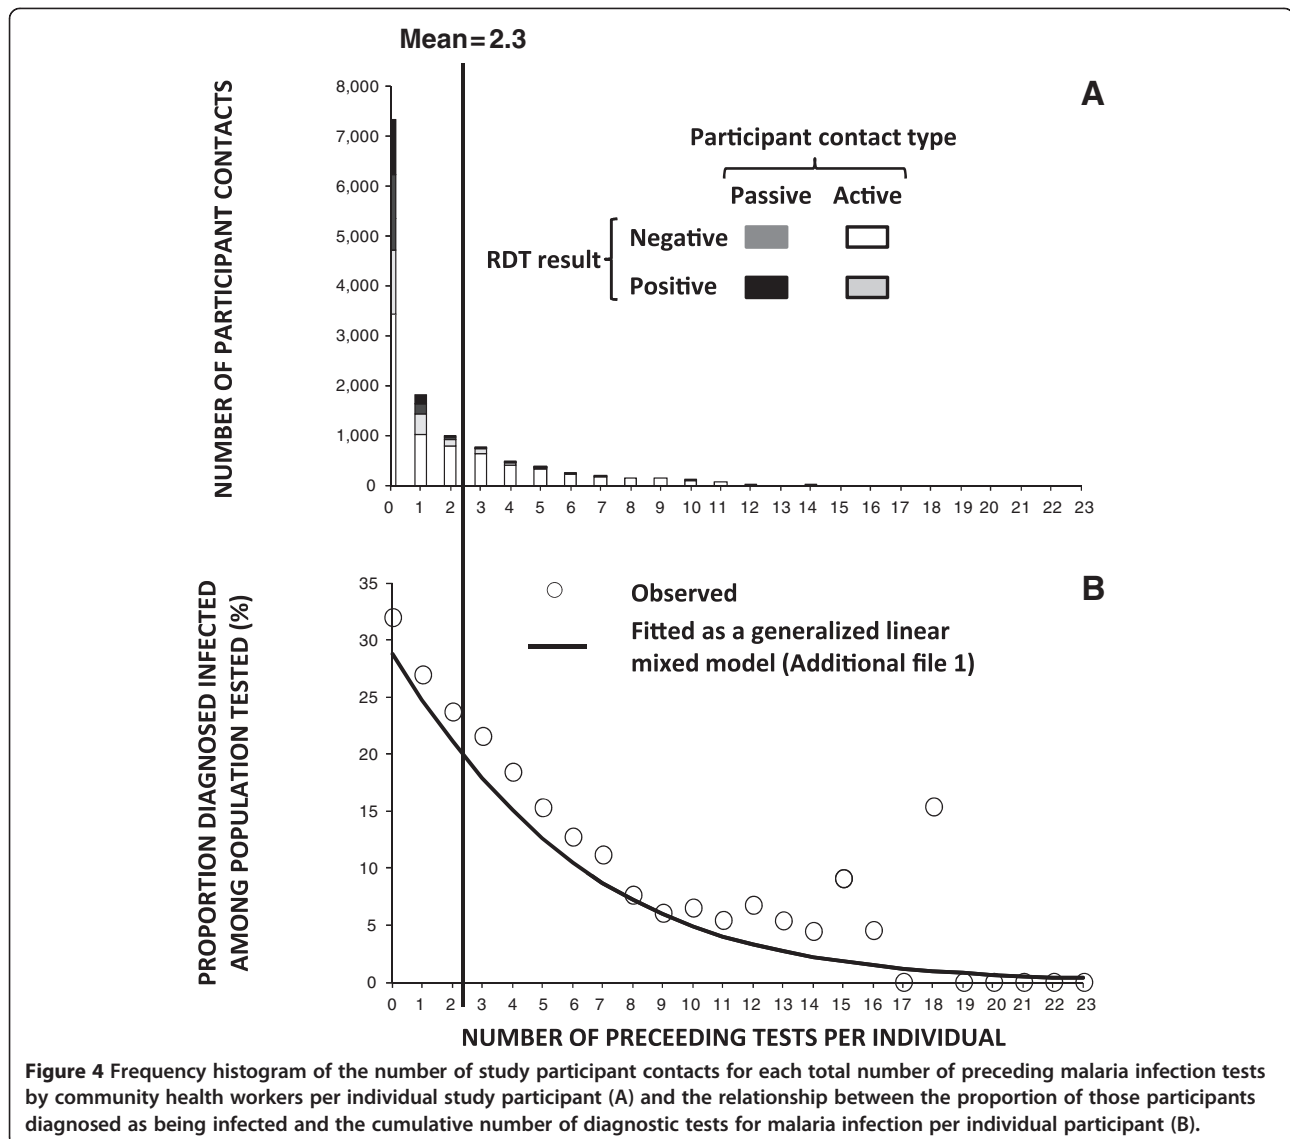 Mean=2.3
A
NUMBER OF PARTICIPANT CONTACTS
8,000
7,000
6,000
5,000
4,000
3,000
2,000
1,000
0
Participant contact type
Passive Active
RDT result
Negative
Positive
0 1 2 3 4 5 6 7 8 9 10 11 12 13 14 15 16 17 18 19 20 21 22 23
B
PROPORTION DIAGNOSED INFECTED
AMONG POPULATION TESTED (%)
35
30
25
20
15
10
5
0
Observed
Fitted as a generalized linear
mixed model (Additional file 1)
0 1 2 3 4 5 6 7 8 9 10 11 12 13 14 15 16 17 18 19 20 21 22 23
NUMBER OF PRECEEDING TESTS PER INDIVIDUAL
Figure 4 Frequency histogram of the number of study participant contacts for each total number of preceding malaria infection tests
by community health workers per individual study participant (A) and the relationship between the proportion of those participants
diagnosed as being infected and the cumulative number of diagnostic tests for malaria infection per individual participant (B).